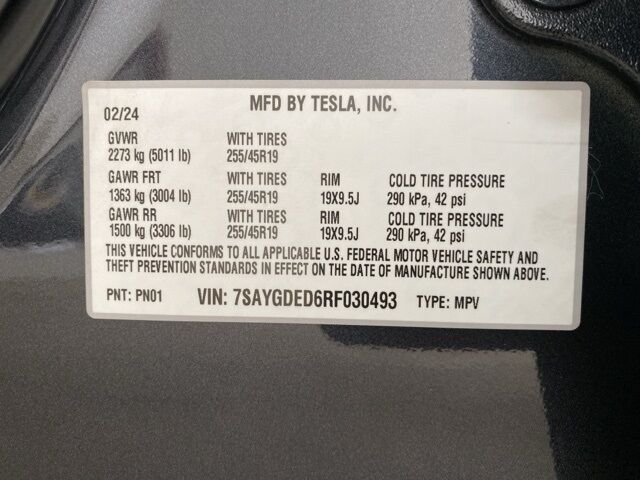 MFD BY TESLA, INC.
02/24
GVWR WITH TIRES
2273 kg (5011 lb) 255/45R19
GAWR FRT WITH TIRES RIM COLD TIRE PRESSURE
1363 kg (3004 lb) 255/45R19 19X9.5J 290 kPa, 42 psi
GAWR RR WITH TIRES RIM COLD TIRE PRESSURE
1500 kg (3306 lb) 255/45R19 19X9.5J 290 kPa, 42 psi
THIS VEHICLE CONFORMS TO ALL APPLICABLE U.S. FEDERAL MOTOR VEHICLE SAFETY AND
THEFT PREVENTION STANDARDS IN EFFECT ON THE DATE OF MANUFACTURE SHOWN ABOVE.
PNT: PN01 VIN: 7SAYGDED6RF030493 TYPE: MPV